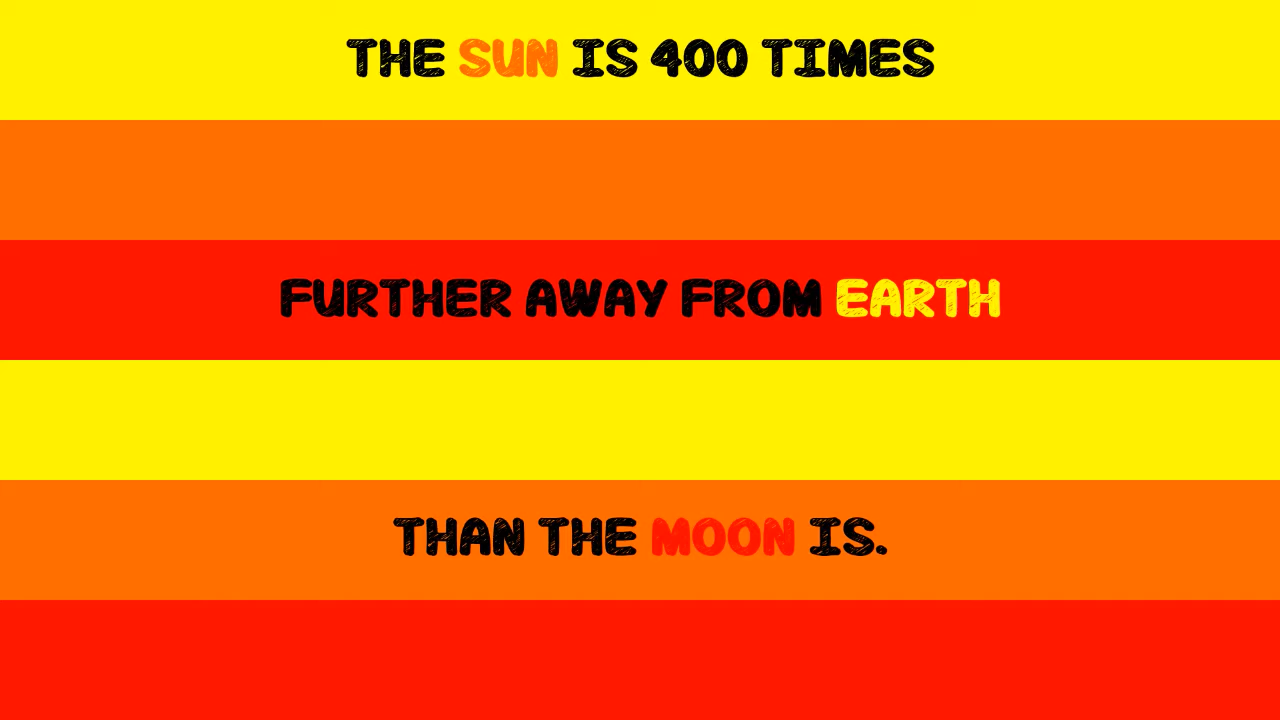 THE SUN IS 400 TIMES
FURTHER AWAY FROM EARTH
THAN THE MOON IS.